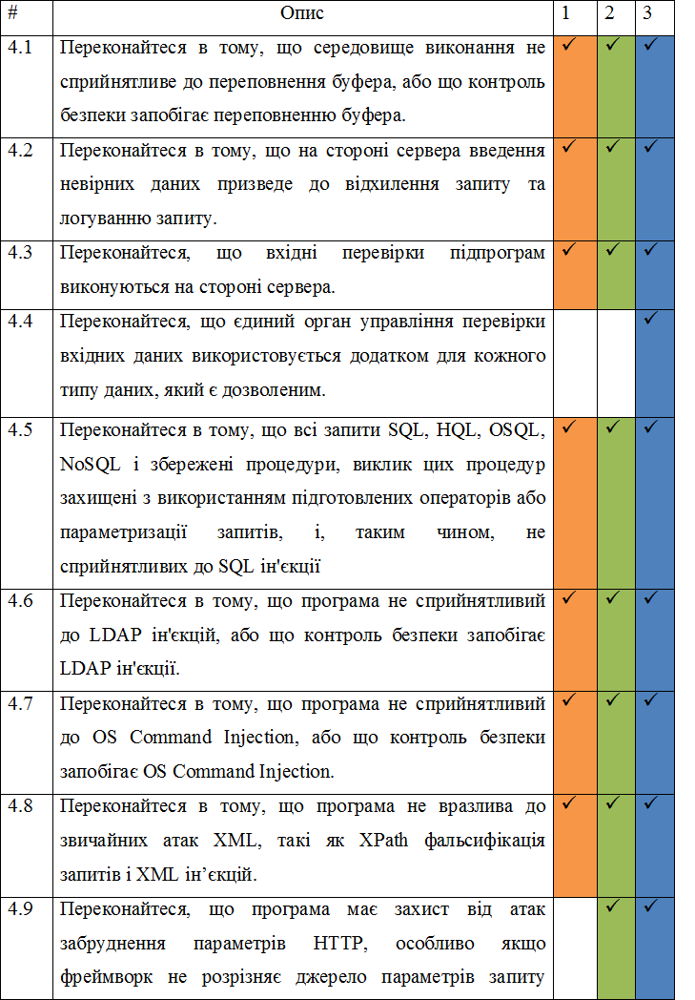 # Опис 1 2 3
4.1 Переконайтеся в тому, що середовище виконання не ✓ ✓ ✓
сприйнятливе до переповнення буфера, або що контроль
безпеки запобігає переповненню буфера.
4.2 Переконайтеся в тому, що на стороні сервера введення ✓ ✓ ✓
невірних даних призведе до відхилення запиту та
логуванню запиту.
4.3 Переконайтеся, що вхідні перевірки підпрограм ✓ ✓ ✓
виконуються на стороні сервера.
4.4 Переконайтеся, що єдиний орган управління перевірки ✓
вхідних даних використовується додатком для кожного
типу даних, який є дозволеним.
4.5 Переконайтеся в тому, що всі запити SQL, HQL, OSQL, ✓ ✓ ✓
NoSQL і збережені процедури, виклик цих процедур
захищені з використанням підготовлених операторів або
параметризації запитів, і, таким чином, не
сприйнятливих до SQL ін'єкції
4.6 Переконайтеся в тому, що програма не сприйнятливий ✓ ✓ ✓
до LDAP ін'єкцій, або що контроль безпеки запобігає
LDAP ін'єкції.
4.7 Переконайтеся в тому, що програма не сприйнятливий ✓ ✓ ✓
до OS Command Injection, або що контроль безпеки
запобігає OS Command Injection.
4.8 Переконайтеся в тому, що програма не вразлива до ✓ ✓ ✓
звичайних атак XML, такі як XPath фальсифікація
запитів і XML ін’єкцій.
4.9 Переконайтеся, що програма має захист від атак ✓ ✓
забруднення параметрів HTTP, особливо якщо
фреймворк не розрізняє джерело параметрів запиту